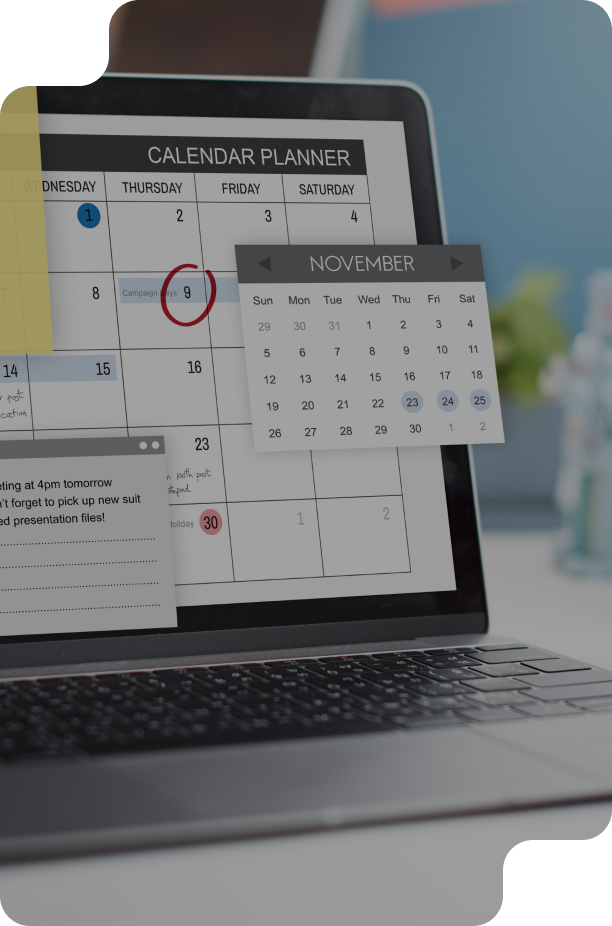 CALENDAR PLANNER
WEDNESDAY THURSDAY FRIDAY SATURDAY
1 2 3 4
7 8 Campaign Days 9
14 15 16
post
23
post
Holiday 30 1 2
NOVEMBER
Sun Mon Tue Wed Thu Fri Sat
29 30 31 1 2 3 4
5 6 7 8 9 10 11
12 13 14 15 16 17 18
19 20 21 22 23 24 25
26 27 28 29 30 1 2
eting at 4pm tomorrow
n't forget to pick up new suit
ed presentation files!